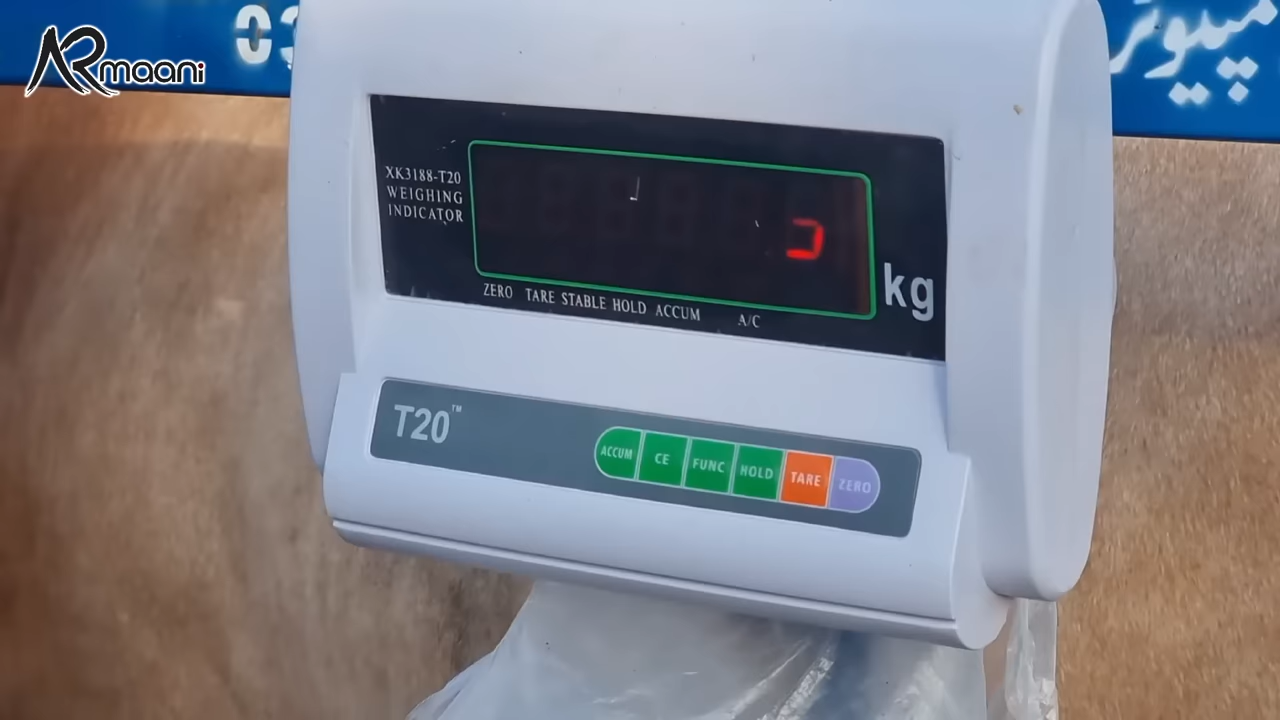 ARmaani
03
مپیوٹر
XK3188-T20
WEIGHING
INDICATOR
kg
ZERO TARE STABLE HOLD ACCUM A/C
T20™
ACCUM CE FUNC HOLD TARE ZERO